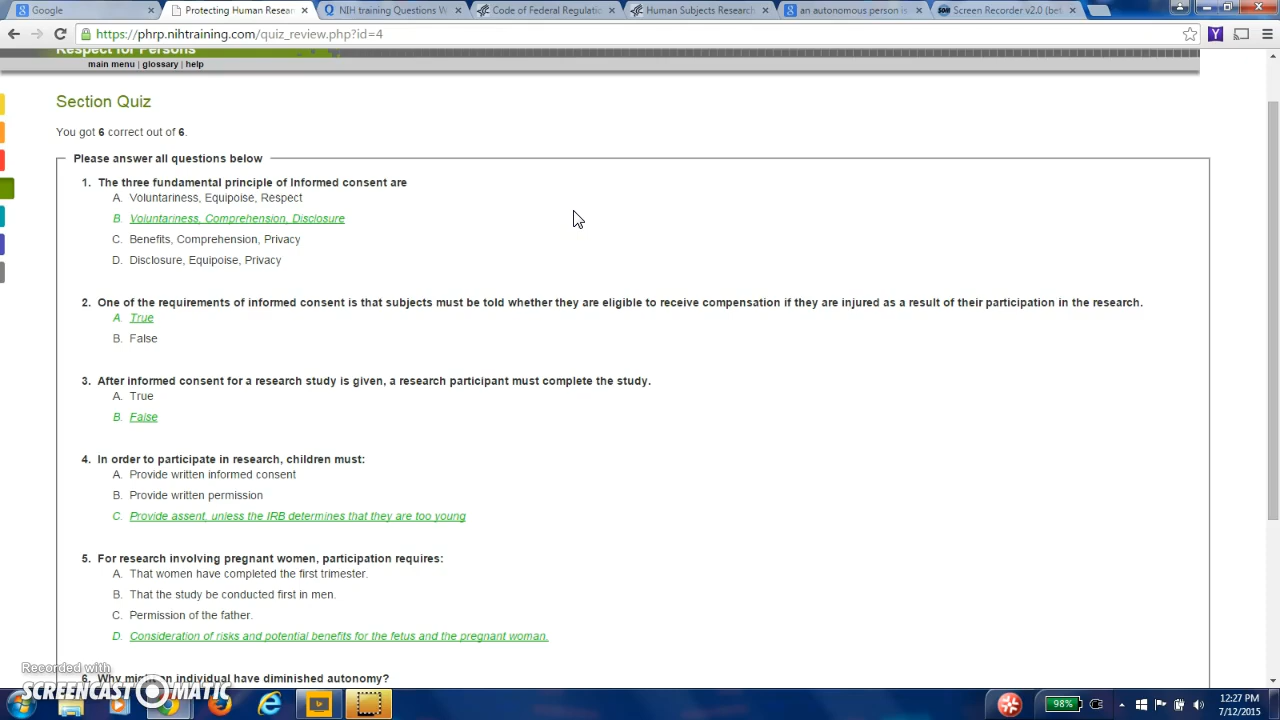 Google
Protecting Human Resear
NIH training Questions W
Code of Federal Regulatio
Human Subjects Research
an autonomous person is
Screen Recorder v2.0 (bet
https://phrp.nihtraining.com/quiz_review.php?id=4
Respect for Persons
main menu | glossary | help
Section Quiz
You got 6 correct out of 6.
Please answer all questions below
1. The three fundamental principle of Informed consent are
A. Voluntariness, Equipoise, Respect
B. Voluntariness, Comprehension, Disclosure
C. Benefits, Comprehension, Privacy
D. Disclosure, Equipoise, Privacy
2. One of the requirements of informed consent is that subjects must be told whether they are eligible to receive compensation if they are injured as a result of their participation in the research.
A. True
B. False
3. After informed consent for a research study is given, a research participant must complete the study.
A. True
B. False
4. In order to participate in research, children must:
A. Provide written informed consent
B. Provide written permission
C. Provide assent, unless the IRB determines that they are too young
5. For research involving pregnant women, participation requires:
A. That women have completed the first trimester.
B. That the study be conducted first in men.
C. Permission of the father.
D. Consideration of risks and potential benefits for the fetus and the pregnant woman.
6. Why might an individual have diminished autonomy?
Recorded with
SCREENCAST-O-MATIC
98%
12:27 PM
7/12/2015